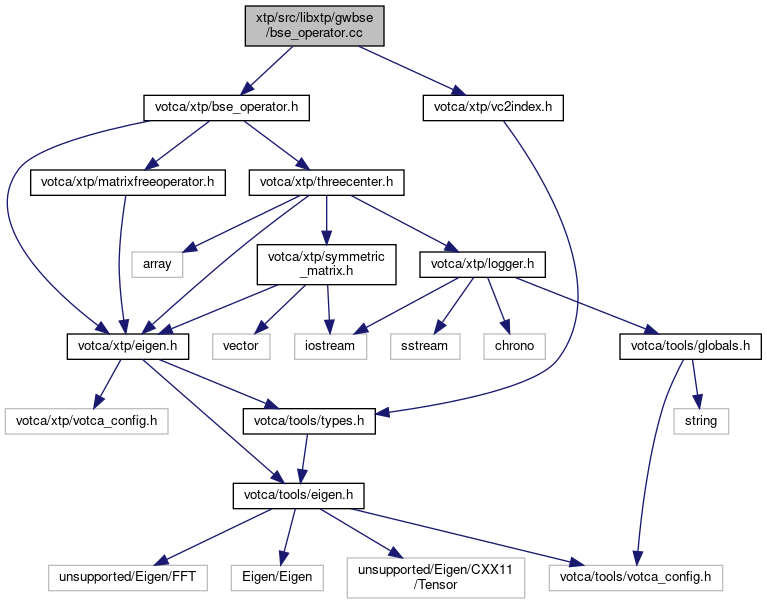 xtp/src/libxtp/gwbse
/bse_operator.cc
votca/xtp/bse_operator.h
votca/xtp/vc2index.h
votca/xtp/matrixfreeoperator.h
votca/xtp/threecenter.h
array
votca/xtp/symmetric
_matrix.h
votca/xtp/logger.h
votca/xtp/eigen.h
vector
iostream
sstream
chrono
votca/tools/globals.h
votca/xtp/votca_config.h
votca/tools/types.h
string
votca/tools/eigen.h
unsupported/Eigen/FFT
Eigen/Eigen
unsupported/Eigen/CXX11
/Tensor
votca/tools/votca_config.h